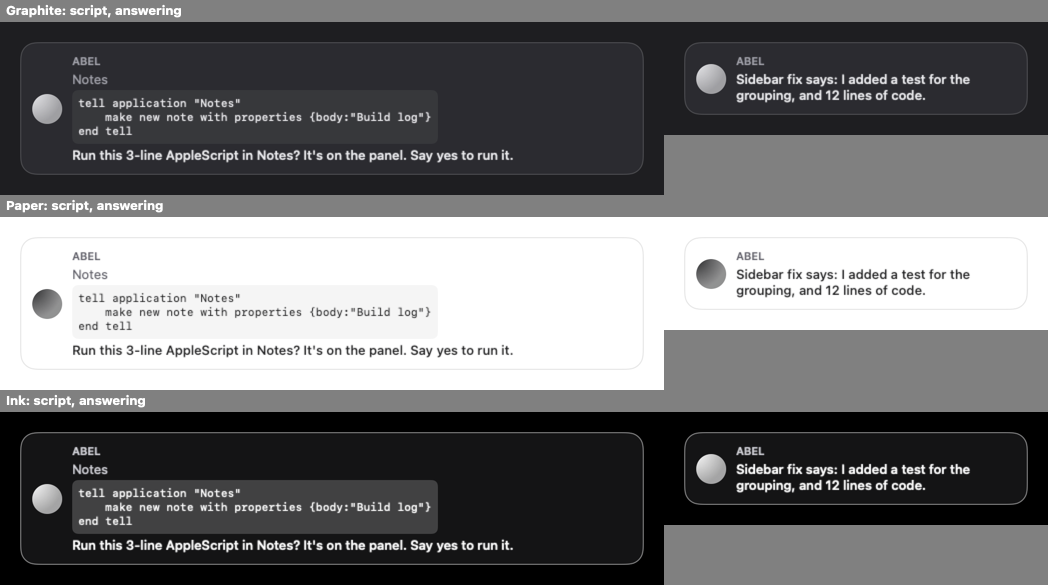 Graphite: script, answering
ABEL
Notes
tell application "Notes"
    make new note with properties {body:"Build log"}
end tell
Run this 3-line AppleScript in Notes? It's on the panel. Say yes to run it.
ABEL
Sidebar fix says: I added a test for the
grouping, and 12 lines of code.
Paper: script, answering
ABEL
Notes
tell application "Notes"
    make new note with properties {body:"Build log"}
end tell
Run this 3-line AppleScript in Notes? It's on the panel. Say yes to run it.
ABEL
Sidebar fix says: I added a test for the
grouping, and 12 lines of code.
Ink: script, answering
ABEL
Notes
tell application "Notes"
    make new note with properties {body:"Build log"}
end tell
Run this 3-line AppleScript in Notes? It's on the panel. Say yes to run it.
ABEL
Sidebar fix says: I added a test for the
grouping, and 12 lines of code.